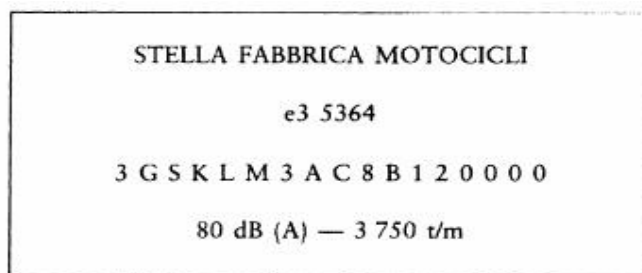 STELLA FABBRICA MOTOCICLI
e3 5364
3 G S K L M 3 A C 8 B 1 2 0 0 0 0
80 dB (A) — 3 750 t/m